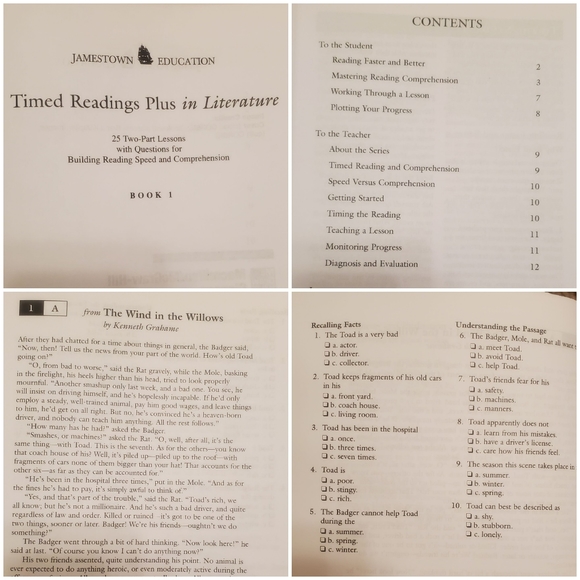 JAMESTOWN EDUCATION
Timed Readings Plus in Literature
25 Two-Part Lessons
with Questions for
Building Reading Speed and Comprehension
BOOK 1
CONTENTS
To the Student
Reading Faster and Better 2
Mastering Reading Comprehension 3
Working Through a Lesson 7
Plotting Your Progress 8
To the Teacher
About the Series 9
Timed Reading and Comprehension 9
Speed Versus Comprehension 10
Getting Started 10
Timing the Reading 10
Teaching a Lesson 11
Monitoring Progress 11
Diagnosis and Evaluation 12
1 A from The Wind in the Willows
by Kenneth Grahame
After they had chatted for a time about things in general, the Badger said,
"Now, then! Tell us the news from your part of the world. How's old Toad
going on?"
"O, from bad to worse," said the Rat gravely, while the Mole, basking
in the firelight, his heels higher than his head, tried to look properly
mournful. "Another smashup only last week, and a bad one. You see, he
will insist on driving himself, and he's hopelessly incapable. If he'd only
employ a steady, well-trained animal, pay him good wages, and leave things
to him, he'd get on all right. But no, he's convinced he's a heaven-born
driver, and nobody can teach him anything. All the rest follows."
"How many has he had?" asked the Badger.
"Smashes, or machines?" asked the Rat. "O, well, after all, it's the
same thing—with Toad. This is the seventh. As for the others—you know
that coach house of his? Well, it's piled up—piled up to the roof—with
fragments of cars none of them bigger than your hat! That accounts for the
other six—as far as they can be accounted for."
"He's been in the hospital three times," put in the Mole. "And as for
the fines he's had to pay, it's simply awful to think of."
"Yes, and that's part of the trouble," said the Rat. "Toad's rich, we
all know; but he's not a millionaire. And he's such a bad driver, and quite
regardless of law and order. Killed or ruined—it's got to be one of the
two things, sooner or later. Badger! We're his friends—oughtn't we do
something?"
The Badger went through a bit of hard thinking. "Now look here!" he
said at last. "Of course you know I can't do anything now?"
His two friends assented, quite understanding his point. No animal is
ever expected to do anything heroic, or even moderately active during the
Recalling Facts
1. The Toad is a very bad
a. actor.
b. driver.
c. collector.
2. Toad keeps fragments of his old cars
in his
a. front yard.
b. coach house.
c. living room.
3. Toad has been in the hospital
a. once.
b. three times.
c. seven times.
4. Toad is
a. poor.
b. stingy.
c. rich.
5. The Badger cannot help Toad
during the
a. summer.
b. spring.
c. winter.
Understanding the Passage
6. The Badger, Mole, and Rat all
a. meet Toad.
b. avoid Toad.
c. help Toad.
7. Toad's friends fear for his
a. safety.
b. machines.
c. manners.
8. Toad apparently does not
a. learn from his mistakes.
b. have a driver's license.
c. care how his friends feel.
9. The season this scene takes place in
a. summer.
b. winter.
c. spring.
10. Toad can best be described as
a. shy.
b. stubborn.
c. lonely.